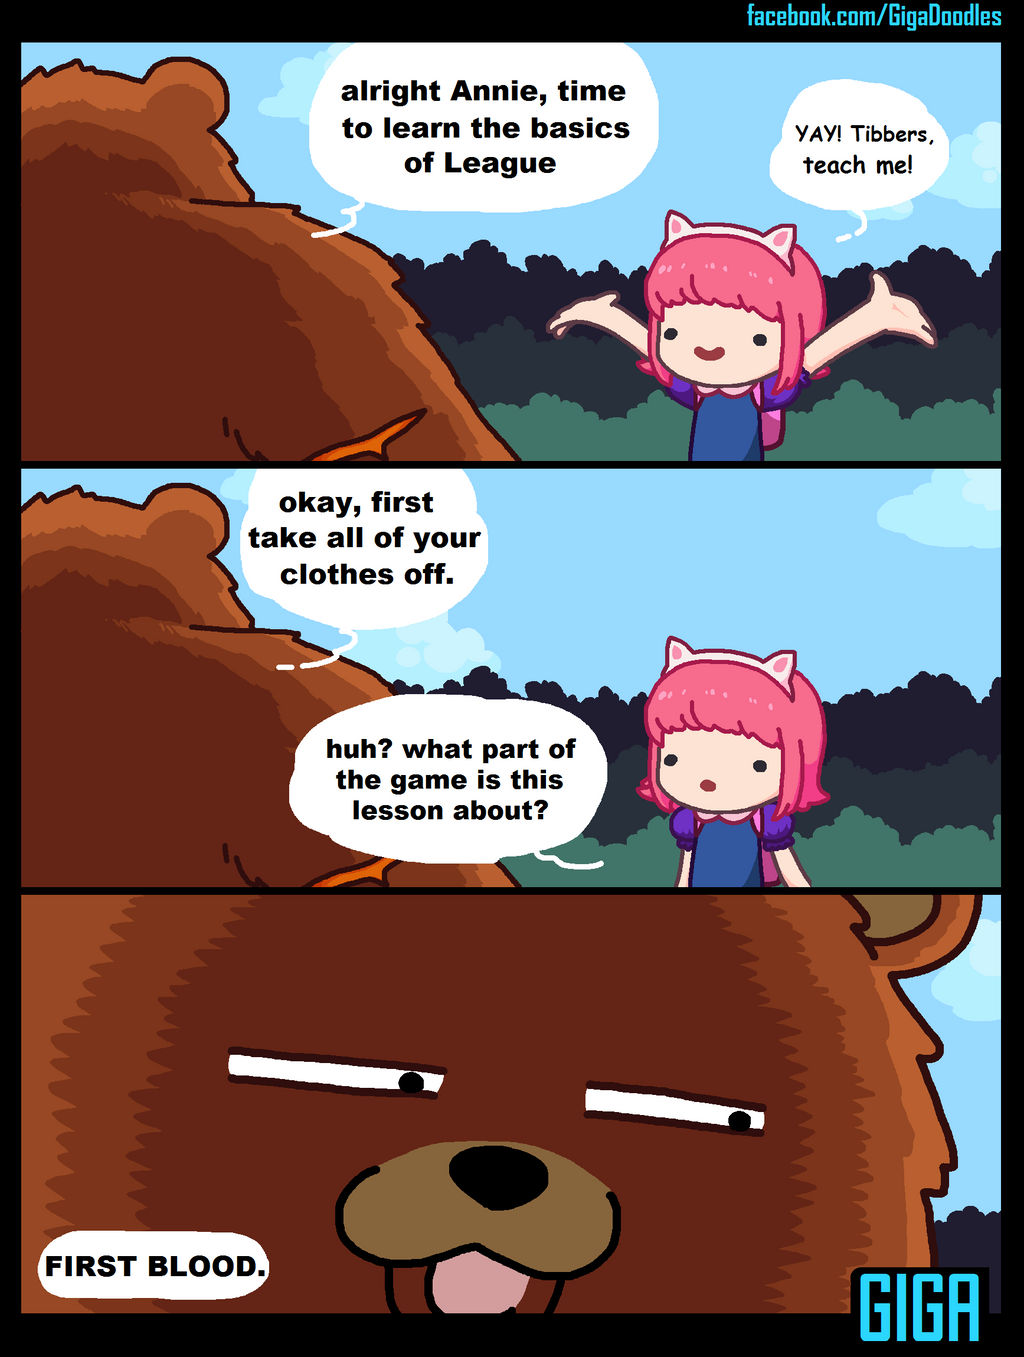 facebook.com/GigaDoodles
alright Annie, time
to learn the basics
of League
YAY! Tibbers,
teach me!
okay, first
take all of your
clothes off.
huh? what part of
the game is this
lesson about?
FIRST BLOOD.
GIGA